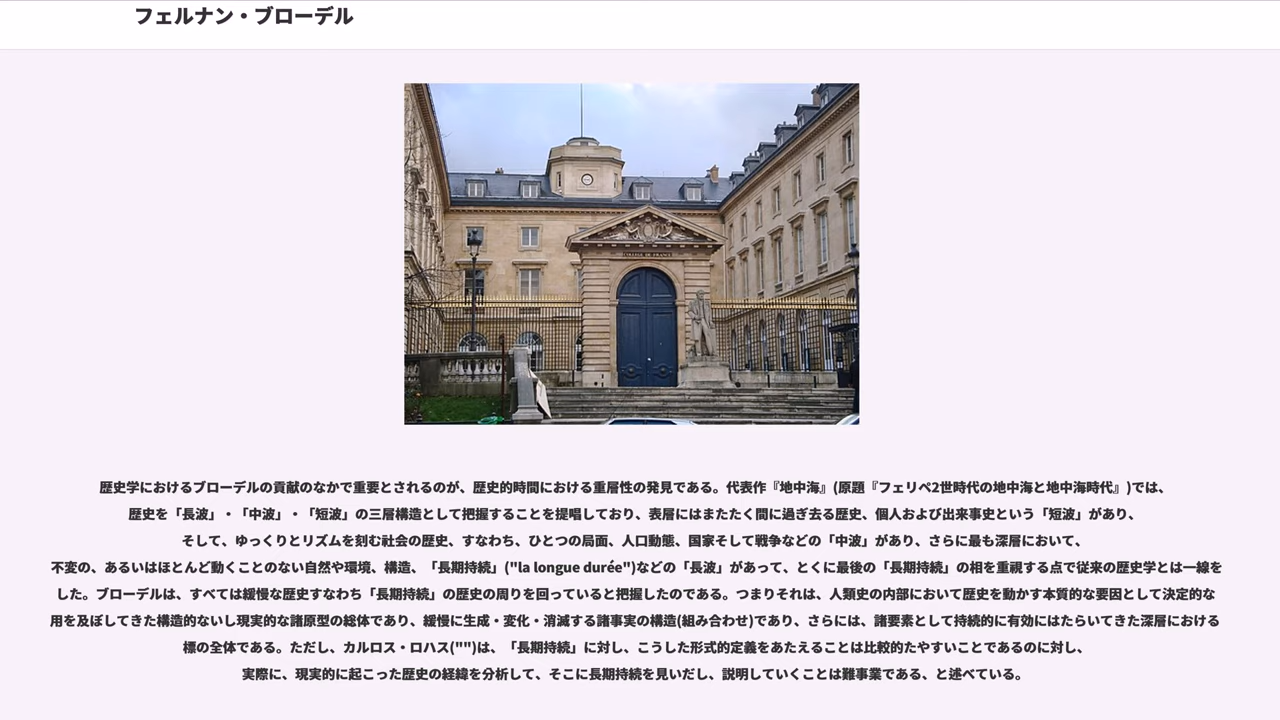 フェルナン・ブローデル
COLLEGE DE FRANCE
歴史学におけるブローデルの貢献のなかで重要とされるのが、歴史的時間における重層性の発見である。代表作『地中海』(原題『フェリペ2世時代の地中海と地中海時代』)では、
歴史を「長波」・「中波」・「短波」の三層構造として把握することを提唱しており、表層にはまたたく間に過ぎ去る歴史、個人および出来事史という「短波」があり、
そして、ゆっくりとリズムを刻む社会の歴史、すなわち、ひとつの局面、人口動態、国家そして戦争などの「中波」があり、さらに最も深層において、
不変の、あるいはほとんど動くことのない自然や環境、構造、「長期持続」("la longue durée")などの「長波」があって、とくに最後の「長期持続」の相を重視する点で従来の歴史学とは一線を
した。ブローデルは、すべては緩慢な歴史すなわち「長期持続」の歴史の周りを回っていると把握したのである。つまりそれは、人類史の内部において歴史を動かす本質的な要因として決定的な
用を及ぼしてきた構造的ないし現実的な諸原型の総体であり、緩慢に生成・変化・消滅する諸事実の構造(組み合わせ)であり、さらには、諸要素として持続的に有効にはたらいてきた深層における
標の全体である。ただし、カルロス・ロハス("")は、「長期持続」に対し、こうした形式的定義をあたえることは比較的たやすいことであるのに対し、
実際に、現実的に起こった歴史の経緯を分析して、そこに長期持続を見いだし、説明していくことは難事業である、と述べている。